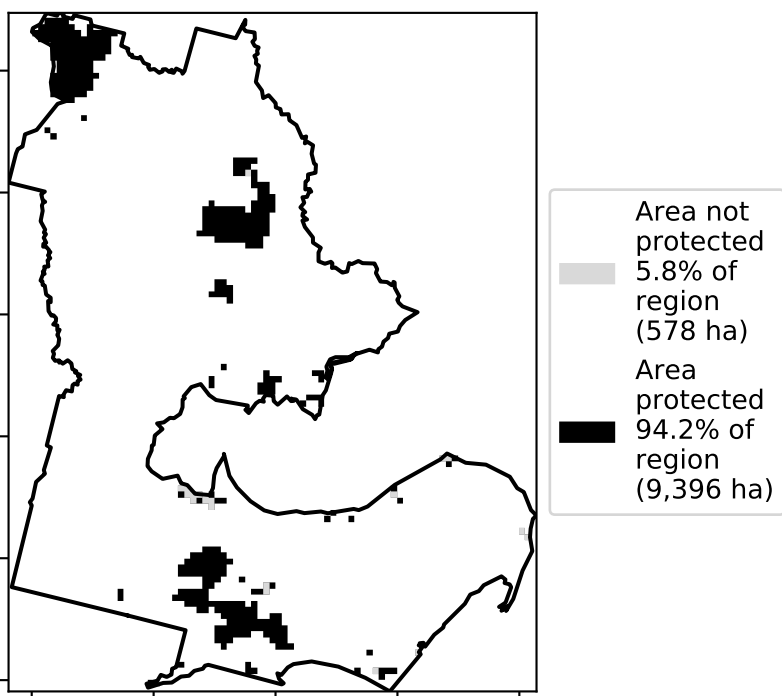 Area not
protected
5.8% of
region
(578 ha)
Area
protected
94.2% of
region
(9,396 ha)